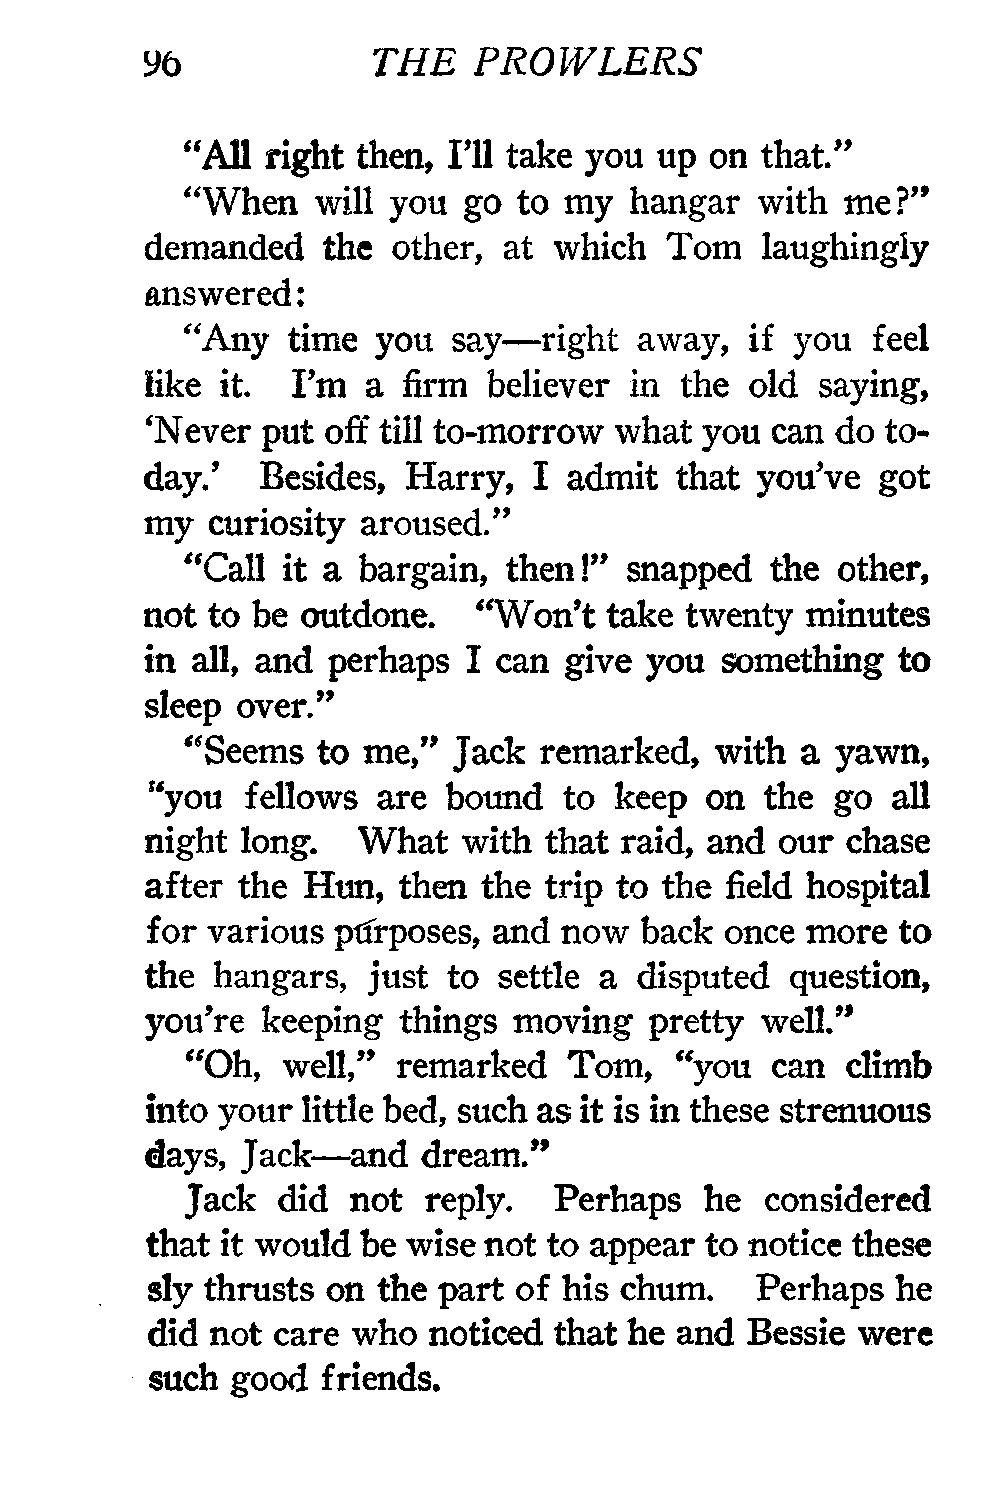 96 THE PROWLERS
“All right then, I’ll take you up on that.”
“When will you go to my hangar with me?”
demanded the other, at which Tom laughingly
answered:
“Any time you say—right away, if you feel
like it. I’m a firm believer in the old saying,
‘Never put off till to-morrow what you can do to-
day.’ Besides, Harry, I admit that you’ve got
my curiosity aroused.”
“Call it a bargain, then!” snapped the other,
not to be outdone. “Won’t take twenty minutes
in all, and perhaps I can give you something to
sleep over.”
“Seems to me,” Jack remarked, with a yawn,
“you fellows are bound to keep on the go all
night long. What with that raid, and our chase
after the Hun, then the trip to the field hospital
for various purposes, and now back once more to
the hangars, just to settle a disputed question,
you’re keeping things moving pretty well.”
“Oh, well,” remarked Tom, “you can climb
into your little bed, such as it is in these strenuous
days, Jack—and dream.”
Jack did not reply. Perhaps he considered
that it would be wise not to appear to notice these
sly thrusts on the part of his chum. Perhaps he
did not care who noticed that he and Bessie were
such good friends.